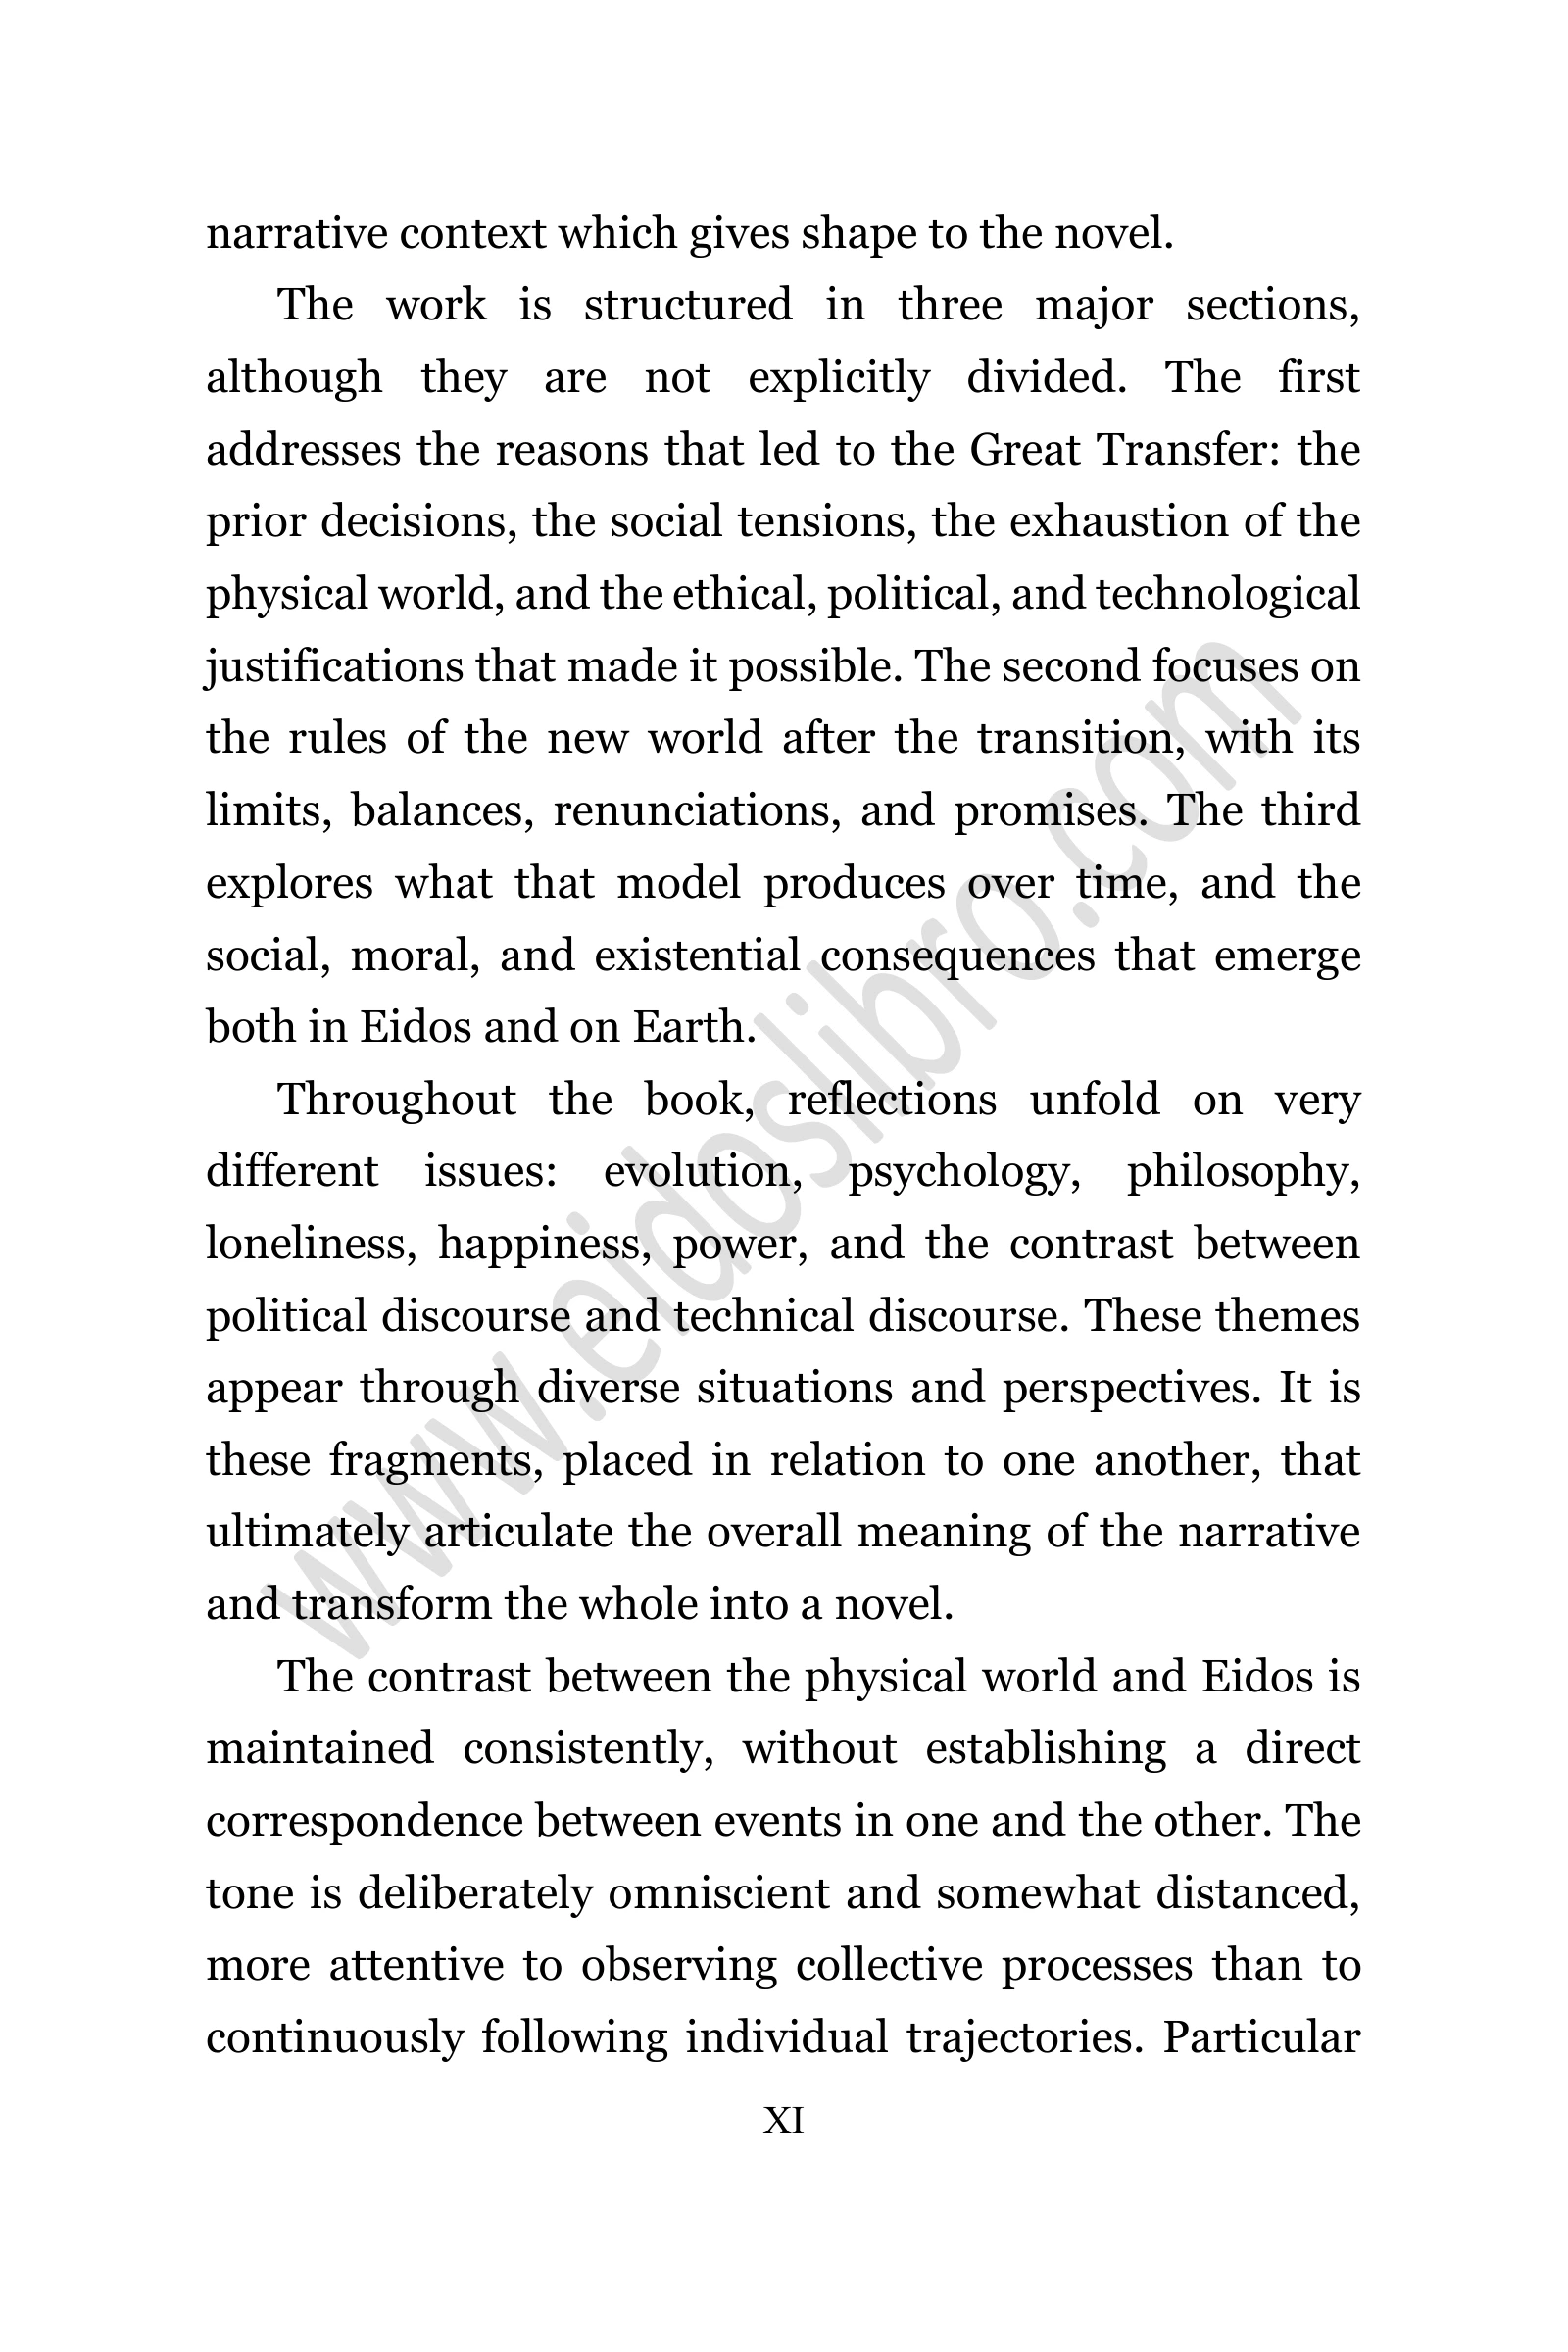 narrative context which gives shape to the novel.
The work is structured in three major sections,
although they are not explicitly divided. The first
addresses the reasons that led to the Great Transfer: the
prior decisions, the social tensions, the exhaustion of the
physical world, and the ethical, political, and technological
justifications that made it possible. The second focuses on
the rules of the new world after the transition, with its
limits, balances, renunciations, and promises. The third
explores what that model produces over time, and the
social, moral, and existential consequences that emerge
both in Eidos and on Earth.
Throughout the book, reflections unfold on very
different issues: evolution, psychology, philosophy,
loneliness, happiness, power, and the contrast between
political discourse and technical discourse. These themes
appear through diverse situations and perspectives. It is
these fragments, placed in relation to one another, that
ultimately articulate the overall meaning of the narrative
and transform the whole into a novel.
The contrast between the physical world and Eidos is
maintained consistently, without establishing a direct
correspondence between events in one and the other. The
tone is deliberately omniscient and somewhat distanced,
more attentive to observing collective processes than to
continuously following individual trajectories. Particular
XI
www.eidoslibro.com